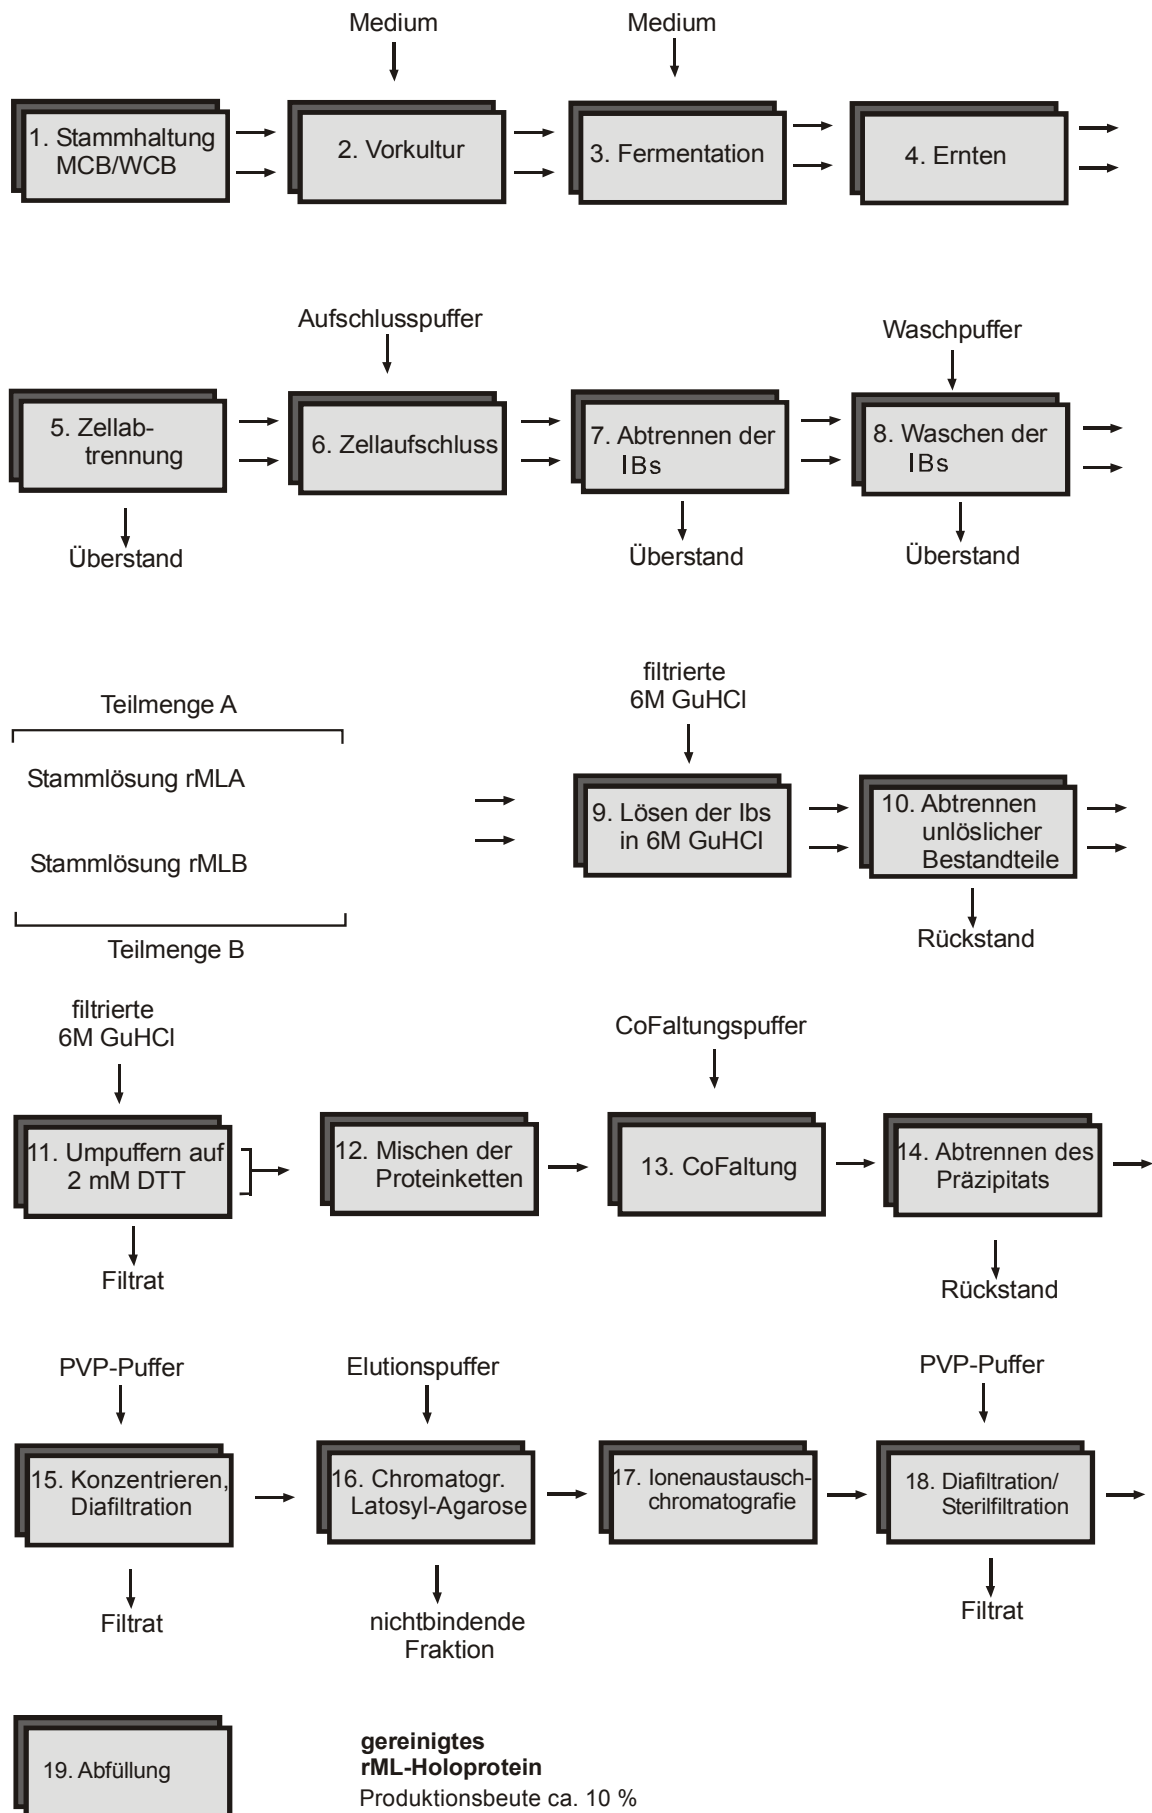 Medium
Medium
1. Stammhaltung
MCB/WCB
2. Vorkultur
3. Fermentation
4. Ernten
Aufschlusspuffer
Waschpuffer
5. Zellab-
trennung
6. Zellaufschluss
7. Abtrennen der
IBs
8. Waschen der
IBs
Überstand
Überstand
Überstand
filtrierte
6M GuHCl
Teilmenge A
Stammlösung rMLA
Stammlösung rMLB
Teilmenge B
9. Lösen der Ibs
in 6M GuHCl
10. Abtrennen
unlöslicher
Bestandteile
Rückstand
filtrierte
6M GuHCl
CoFaltungspuffer
11. Umpuffern auf
2 mM DTT
12. Mischen der
Proteinketten
13. CoFaltung
14. Abtrennen des
Präzipitats
Filtrat
Rückstand
PVP-Puffer
Elutionspuffer
PVP-Puffer
15. Konzentrieren,
Diafiltration
16. Chromatogr.
Latosyl-Agarose
17. Ionenaustausch-
chromatografie
18. Diafiltration/
Sterilfiltration
Filtrat
nichtbindende
Fraktion
Filtrat
19. Abfüllung
gereinigtes
rML-Holoprotein
Produktionsbeute ca. 10 %